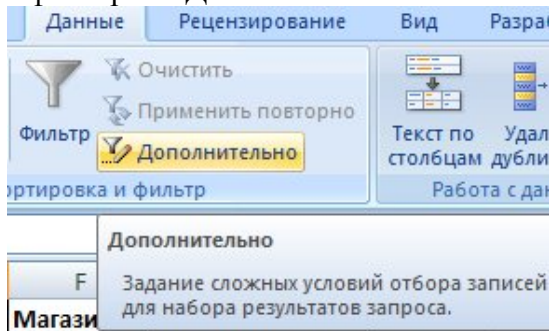 Данные Рецензирование Вид
Очистить
Применить повторно
Фильтр
Дополнительно
Текст по столбцам
Работа с
и фильтр
Дополнительно
F
Задание сложных условий отбора записей
для набора результатов запроса.